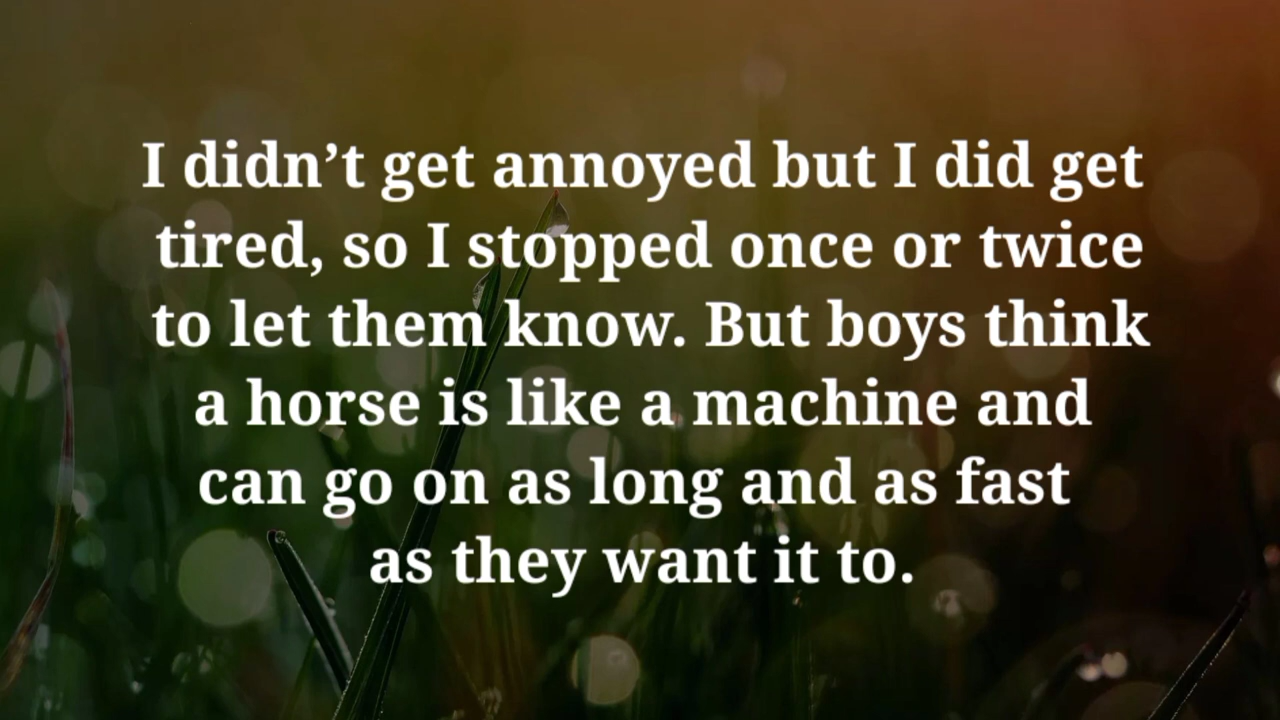 I didn’t get annoyed but I did get
tired, so I stopped once or twice
to let them know. But boys think
a horse is like a machine and
can go on as long and as fast
as they want it to.